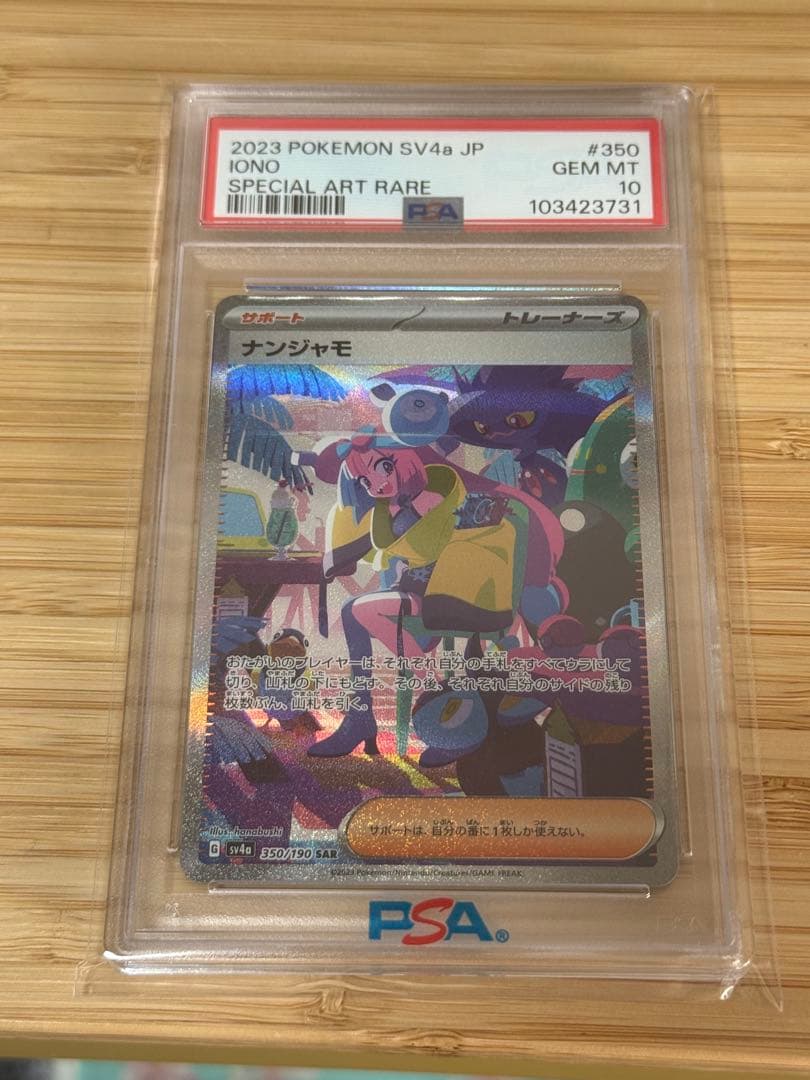 2023 POKEMON SV4a JP #350
IONO GEM MT
SPECIAL ART RARE 10
PSA 103423731
サポート トレーナーズ
ナンジャモ
おたがいのプレイヤーは、それぞれ自分の手札をすべてウラにして
切り、山札の下にもどす。その後、それぞれ自分のサイドの残り
枚数ぶん、山札を引く。
Illus. hanabushi
サポートは、自分の番に1枚しか使えない。
G sv4a 350/190 SAR
©2023 Pokémon/Nintendo/Creatures/GAME FREAK.
PSA®